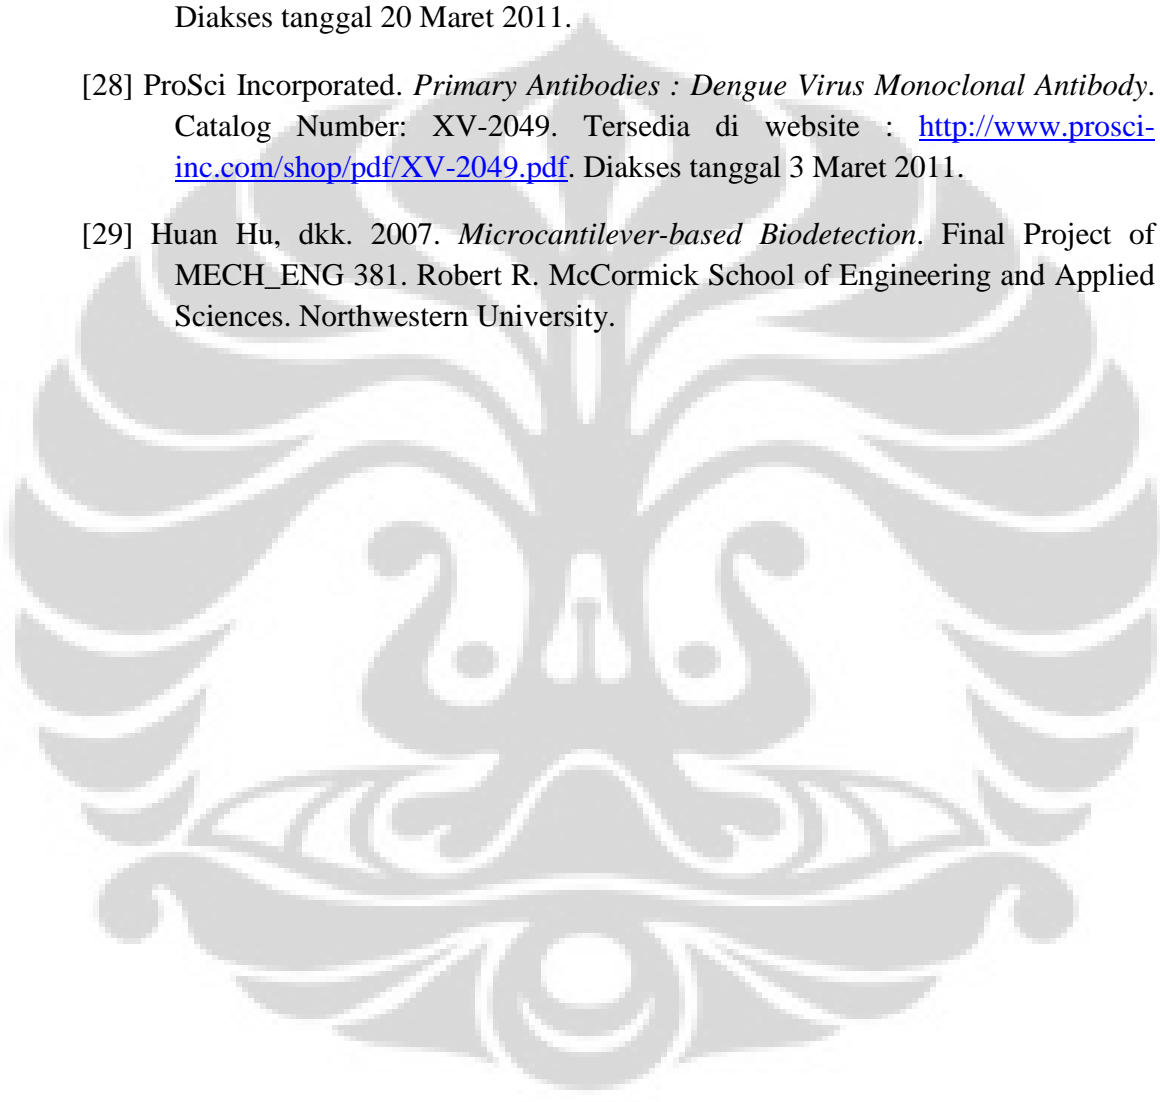 Diakses tanggal 20 Maret 2011.
[28] ProSci Incorporated. Primary Antibodies : Dengue Virus Monoclonal Antibody.
Catalog Number: XV-2049. Tersedia di website : http://www.prosci-
inc.com/shop/pdf/XV-2049.pdf. Diakses tanggal 3 Maret 2011.
[29] Huan Hu, dkk. 2007. Microcantilever-based Biodetection. Final Project of
MECH_ENG 381. Robert R. McCormick School of Engineering and Applied
Sciences. Northwestern University.